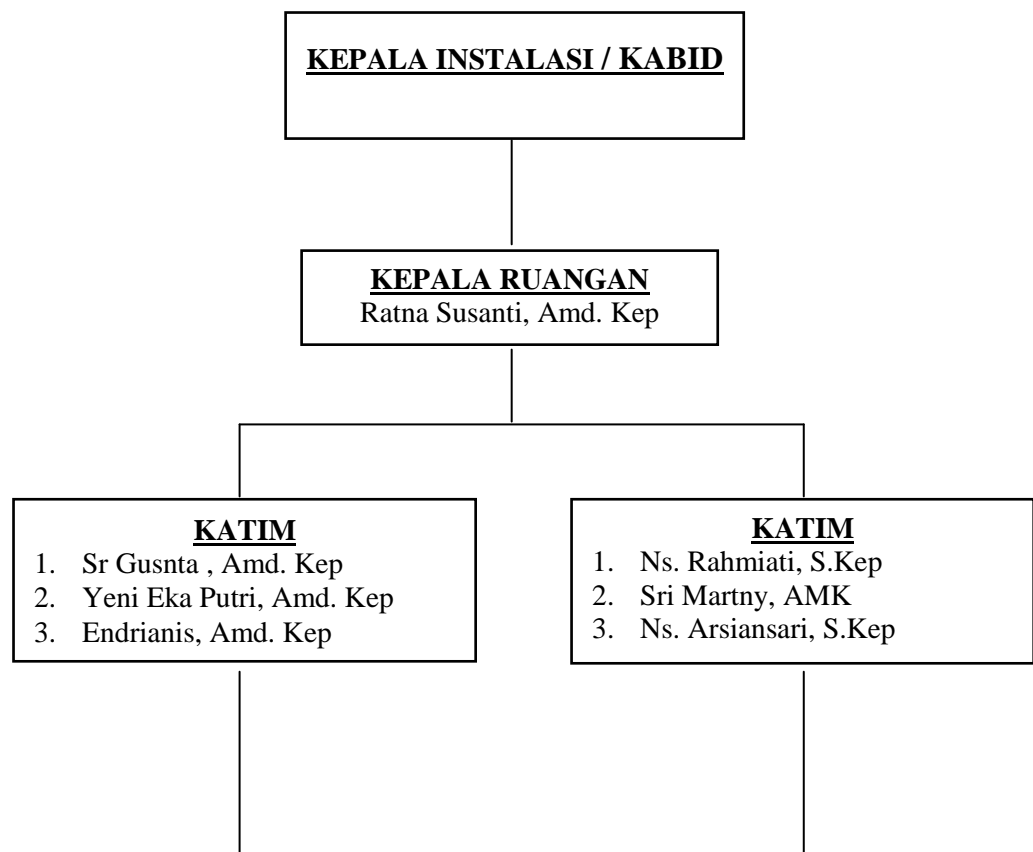 KEPALA INSTALASI / KABID
KEPALA RUANGAN
Ratna Susanti, Amd. Kep
KATIM
1. Sr Gusnta , Amd. Kep
2. Yeni Eka Putri, Amd. Kep
3. Endrianis, Amd. Kep
KATIM
1. Ns. Rahmiati, S.Kep
2. Sri Martny, AMK
3. Ns. Arsiansari, S.Kep